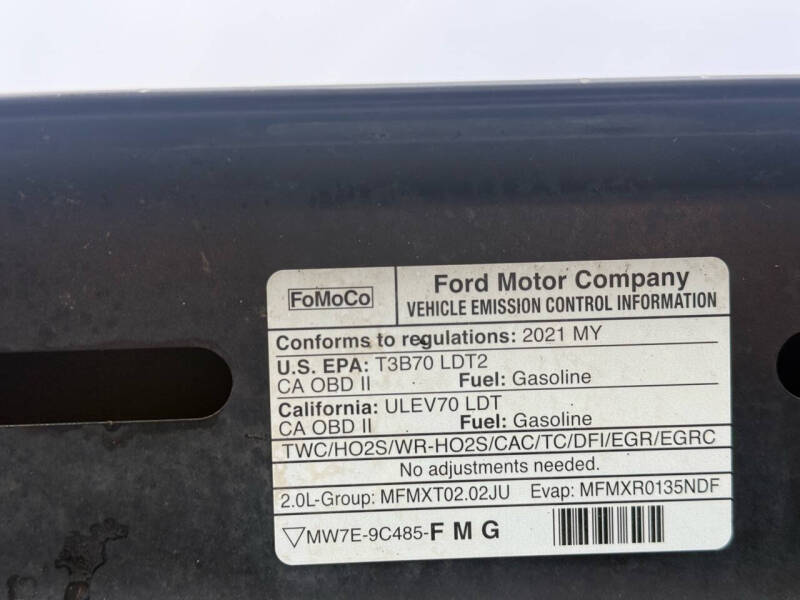 FoMoCo
Ford Motor Company
VEHICLE EMISSION CONTROL INFORMATION
Conforms to regulations: 2021 MY
U.S. EPA: T3B70 LDT2
CA OBD II Fuel: Gasoline
California: ULEV70 LDT
CA OBD II Fuel: Gasoline
TWC/HO2S/WR-HO2S/CAC/TC/DFI/EGR/EGRC
No adjustments needed.
2.0L-Group: MFMXT02.02JU Evap: MFMXR0135NDF
▽MW7E-9C485-F M G